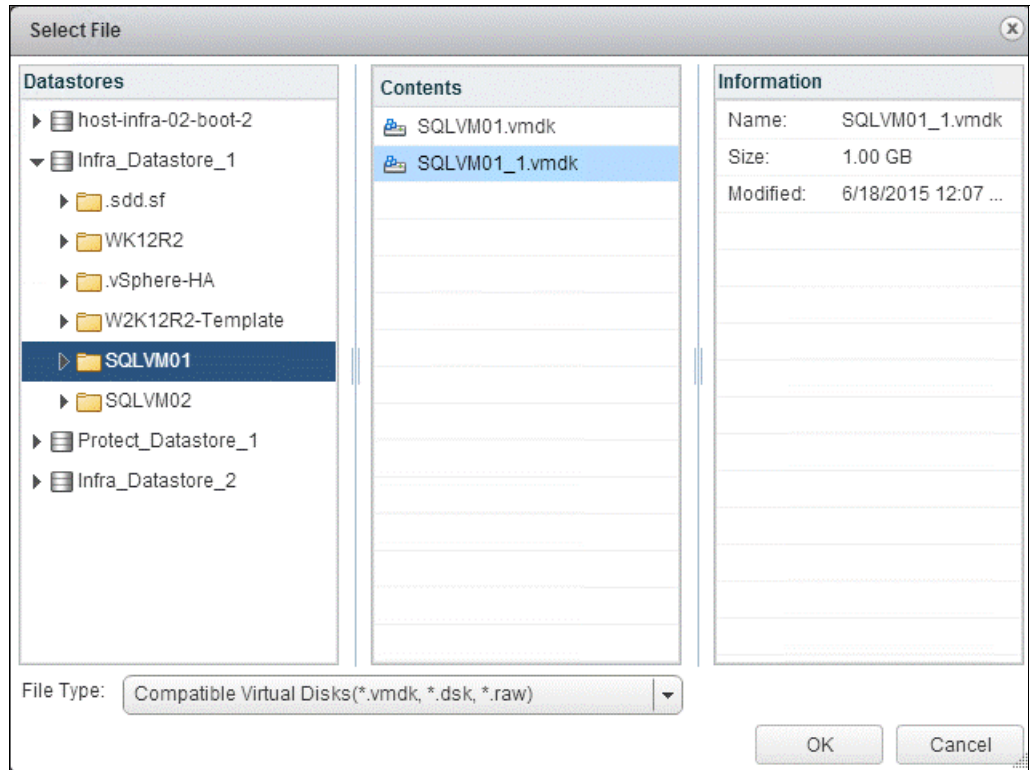 Select File
Datastores
host-infra-02-boot-2
Infra_Datastore_1
.sdd.sf
WK12R2
.vSphere-HA
W2K12R2-Template
SQLVM01
SQLVM02
Protect_Datastore_1
Infra_Datastore_2
Contents
SQLVM01.vmdk
SQLVM01_1.vmdk
Information
Name: SQLVM01_1.vmdk
Size: 1.00 GB
Modified: 6/18/2015 12:07 ...
File Type: Compatible Virtual Disks(*.vmdk, *.dsk, *.raw)
OK Cancel